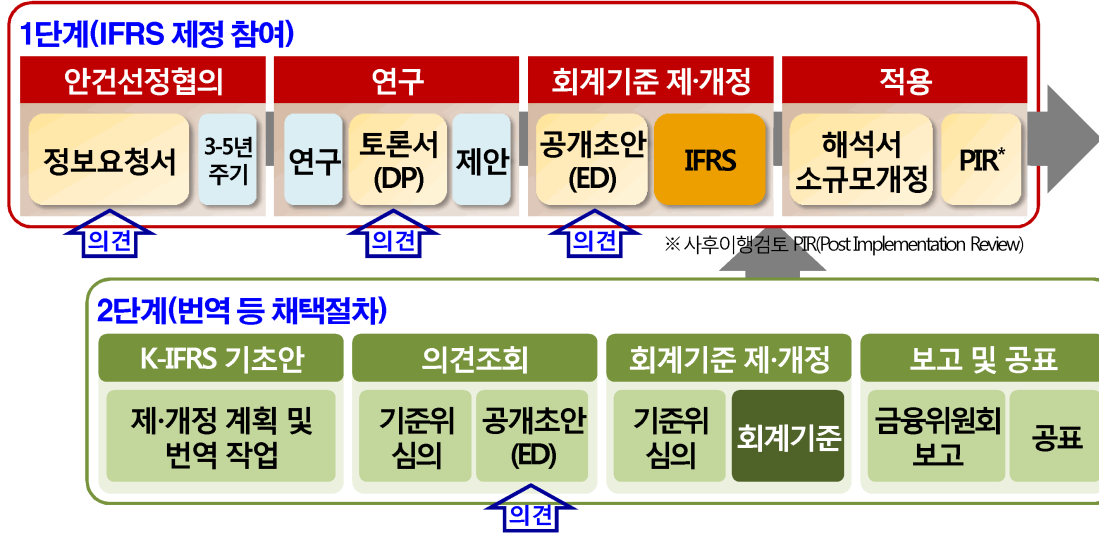 1단계(IFRS 제정 참여)
안건선정협의
정보요청서
3-5년
주기
연구
연구
토론서
(DP)
제안
회계기준 제·개정
공개초안
(ED)
IFRS
적용
해석서
소규모개정
PIR*
의견
의견
의견
※ 사후이행검토 PIR(Post Implementation Review)
2단계(번역 등 채택절차)
K-IFRS 기초안
제·개정 계획 및
번역 작업
의견조회
기준위
심의
공개초안
(ED)
회계기준 제·개정
기준위
심의
회계기준
보고 및 공표
금융위원회
보고
공표
의견